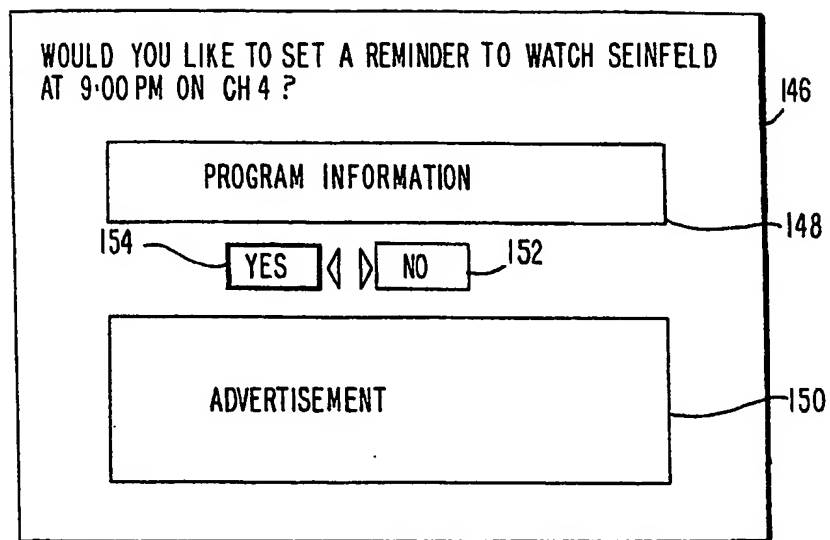 WOULD YOU LIKE TO SET A REMINDER TO WATCH SEINFELD
AT 9:00 PM ON CH 4 ?
146
PROGRAM INFORMATION
148
154
YES
NO
152
ADVERTISEMENT
150